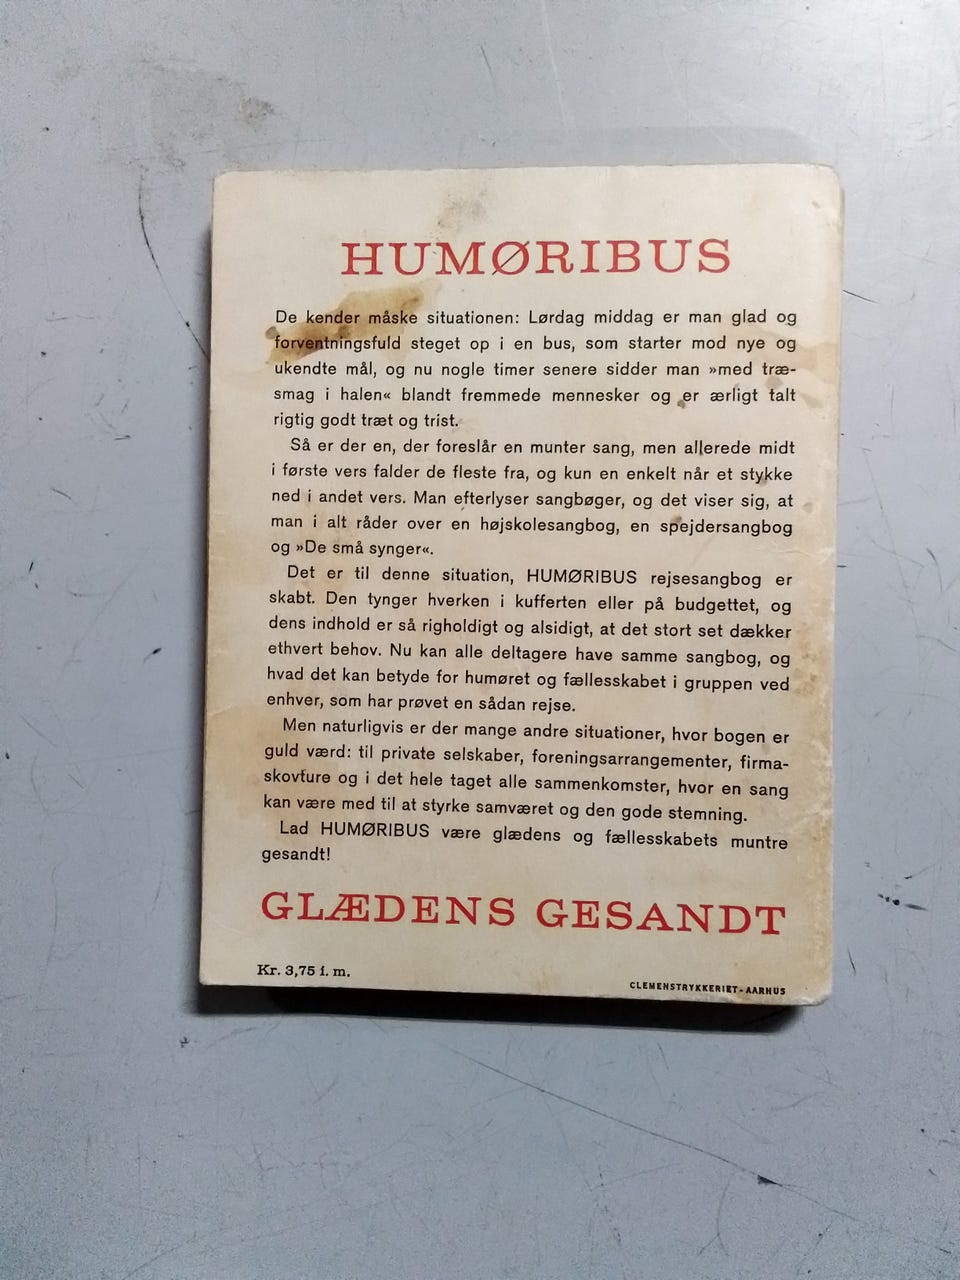 HUMØRIBUS
De kender måske situationen: Lørdag middag er man glad og
forventningsfuld steget op i en bus, som starter mod nye og
ukendte mål, og nu nogle timer senere sidder man »med træ-
smag i halen« blandt fremmede mennesker og er ærligt talt
rigtig godt træt og trist.
Så er der en, der foreslår en munter sang, men allerede midt
i første vers falder de fleste fra, og kun en enkelt når et stykke
ned i andet vers. Man efterlyser sangbøger, og det viser sig, at
man i alt råder over en højskolesangbog, en spejdersangbog
og »De små synger«.
Det er til denne situation, HUMØRIBUS rejsesangbog er
skabt. Den tynger hverken i kufferten eller på budgettet, og
dens indhold er så righoldigt og alsidigt, at det stort set dækker
ethvert behov. Nu kan alle deltagere have samme sangbog, og
hvad det kan betyde for humøret og fællesskabet i gruppen ved
enhver, som har prøvet en sådan rejse.
Men naturligvis er der mange andre situationer, hvor bogen er
guld værd: til private selskaber, foreningsarrangementer, firma-
skovture og i det hele taget alle sammenkomster, hvor en sang
kan være med til at styrke samværet og den gode stemning.
Lad HUMØRIBUS være glædens og fællesskabets muntre
gesandt!
GLÆDENS GESANDT
Kr. 3,75 i. m.
CLEMENSTRYKKERIET - AARHUS